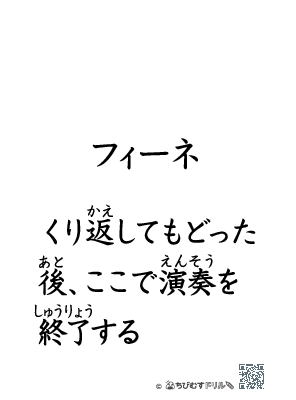 フィーネ
くり返してもどった
後、ここで演奏を
終了する
かえ
あと
えんそう
しゅうりょう
© ちびむすドリル